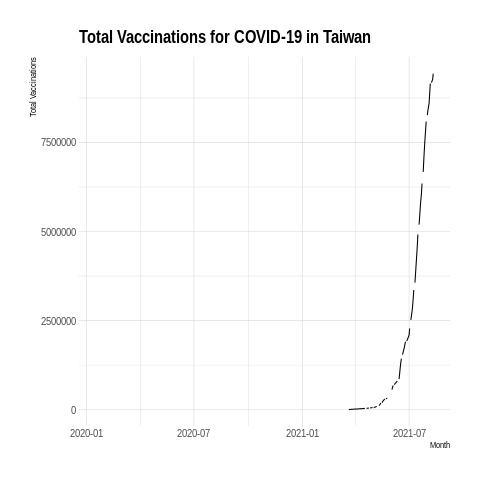 Total Vaccinations for COVID-19 in Taiwan
Total Vaccinations
7500000
5000000
2500000
0
2020-01
2020-07
2021-01
2021-07
Month